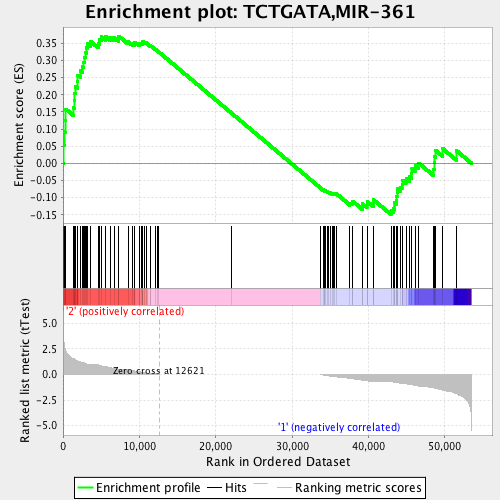 Enrichment plot: TCTGATA,MIR-361
Enrichment score (ES)
0.35
0.30
0.25
0.20
0.15
0.10
0.05
0.00
-0.05
-0.10
-0.15
'2' (positively correlated)
Ranked list metric (tTest)
5.0
2.5
0.0
-2.5
-5.0
Zero cross at 12621
'1' (negatively correlated)
0 10,000 20,000 30,000 40,000 50,000
Rank in Ordered Dataset
Enrichment profile Hits Ranking metric scores